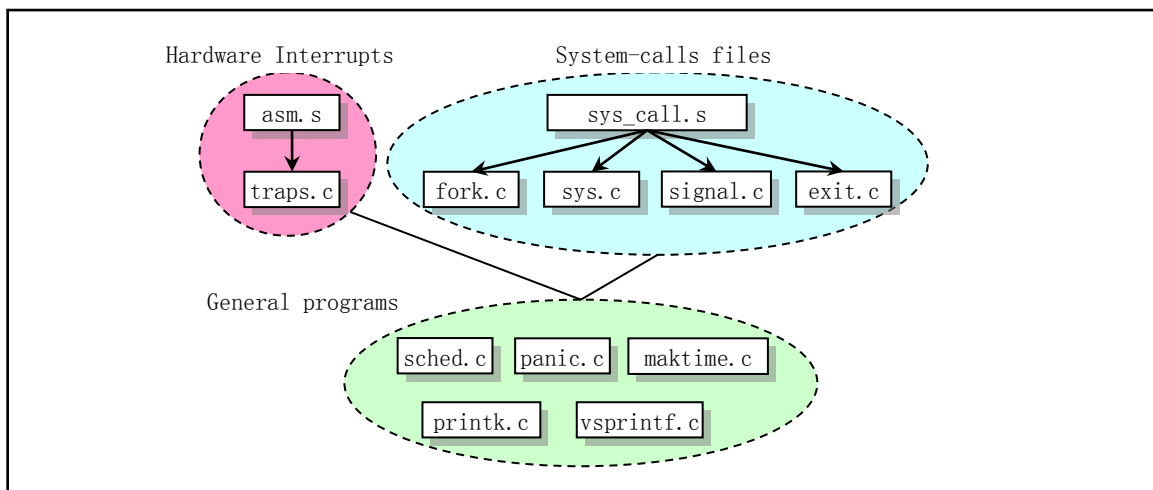 Hardware Interrupts
System-calls files
asm.s
sys_call.s
traps.c
fork.c
sys.c
signal.c
exit.c
General programs
sched.c
panic.c
maktime.c
printk.c
vsprintf.c